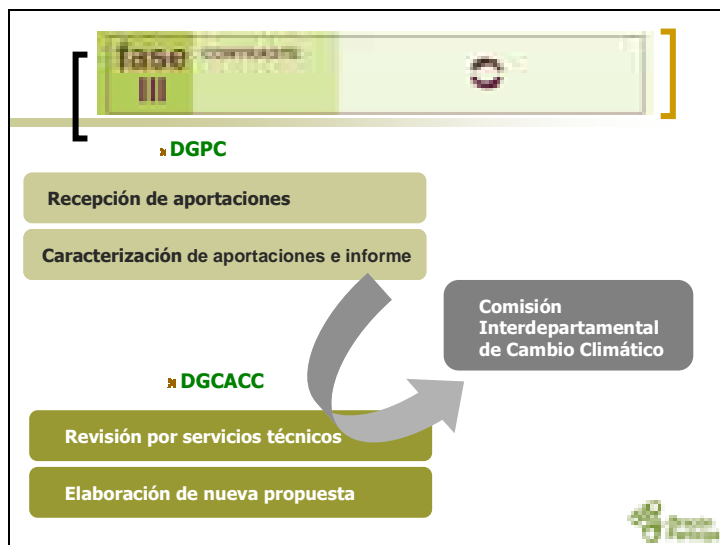 fase CONTRASTE
III
DGPC
Recepción de aportaciones
Caracterización de aportaciones e informe
Comisión
Interdepartamental
de Cambio Climático
DGCACC
Revisión por servicios técnicos
Elaboración de nueva propuesta